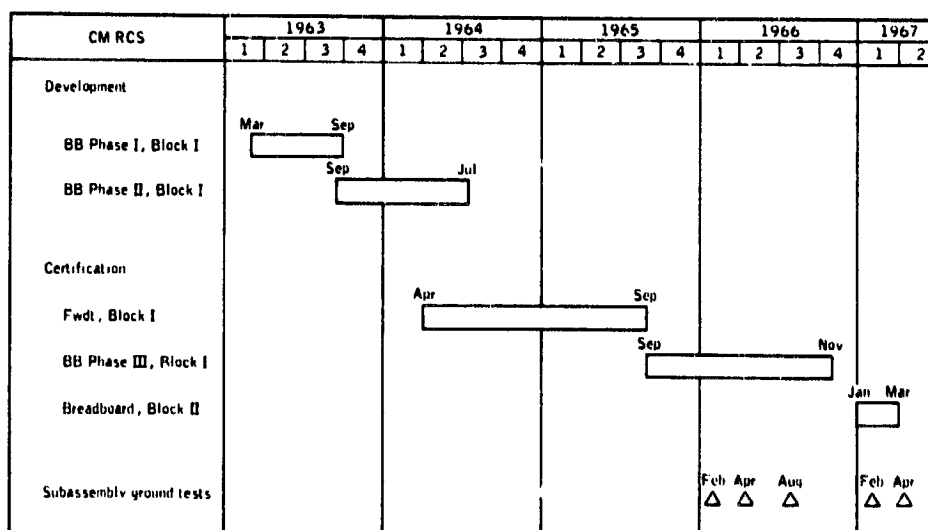 CM RCS 1963 1964 1965 1966 1967
1 2 3 4 1 2 3 4 1 2 3 4 1 2 3 4 1 2
Development
Mar Sep
BB Phase I, Block I
Sep Jul
BB Phase II, Block I
Certification
Apr Sep
Fwdt, Block I
Sep Nov
BB Phase III, Block I
Jan Mar
Breadboard, Block II
Feb Apr Aug Feb Apr
Subassembly ground tests